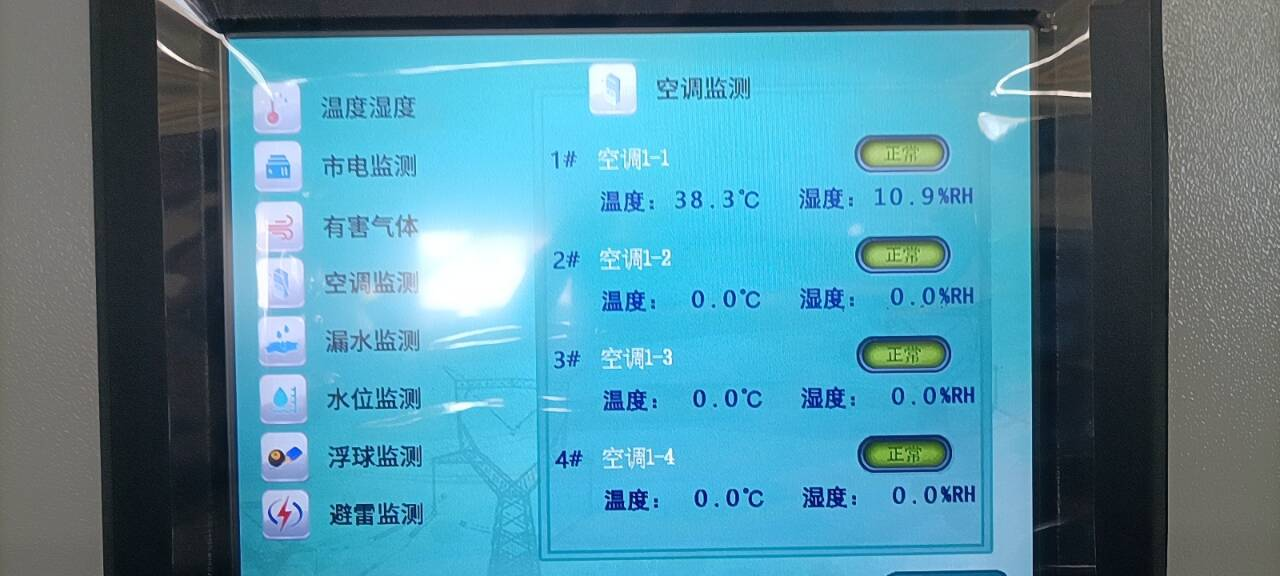 温度湿度
市电监测
有害气体
空调监测
漏水监测
水位监测
浮球监测
避雷监测
空调监测
1# 空调1-1 正常
温度: 38.3℃ 湿度: 10.9%RH
2# 空调1-2 正常
温度: 0.0℃ 湿度: 0.0%RH
3# 空调1-3 正常
温度: 0.0℃ 湿度: 0.0%RH
4# 空调1-4 正常
温度: 0.0℃ 湿度: 0.0%RH